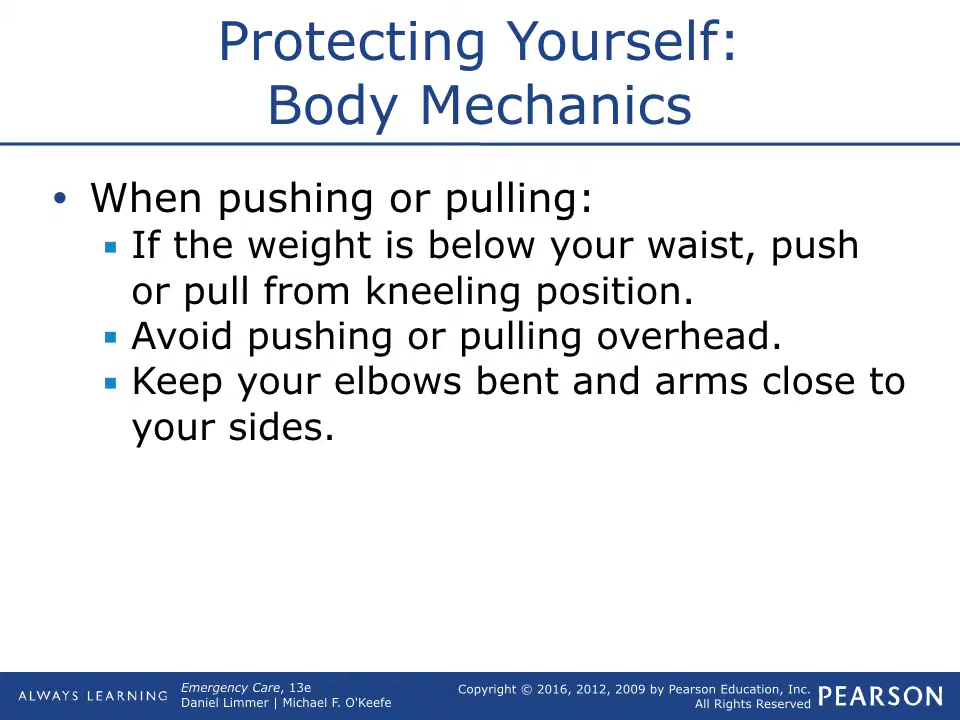 Protecting Yourself:
Body Mechanics
• When pushing or pulling:
▪ If the weight is below your waist, push
or pull from kneeling position.
▪ Avoid pushing or pulling overhead.
▪ Keep your elbows bent and arms close to
your sides.
ALWAYS LEARNING
Emergency Care, 13e
Daniel Limmer | Michael F. O'Keefe
Copyright © 2016, 2012, 2009 by Pearson Education, Inc.
All Rights Reserved
PEARSON